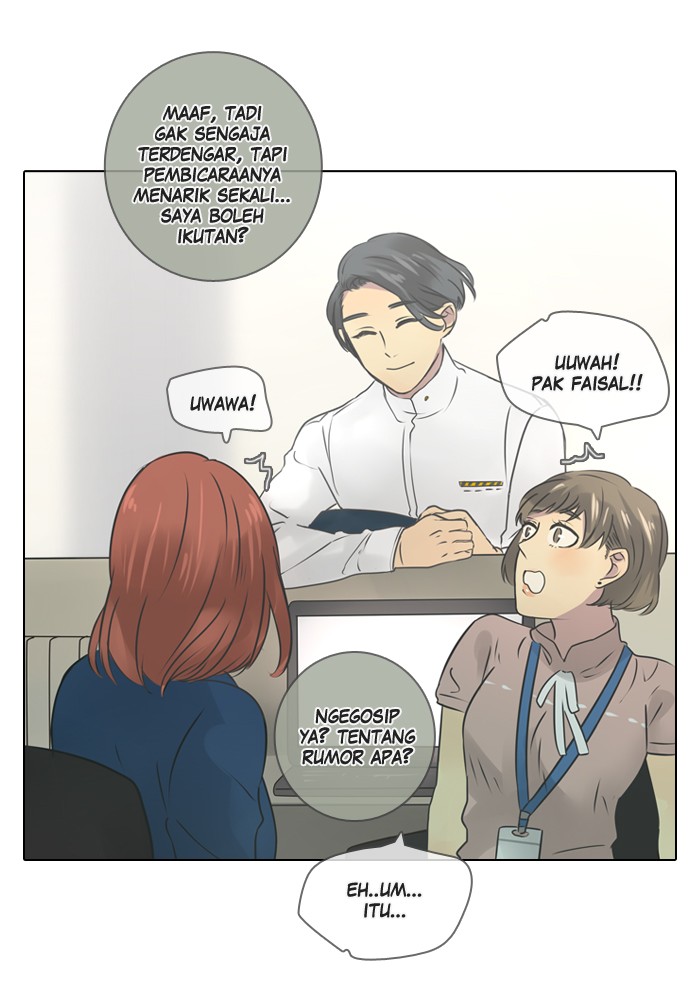 MAAF, TADI
GAK SENGAJA
TERDENGAR, TAPI
PEMBICARAANYA
MENARIK SEKALI...
SAYA BOLEH
IKUTAN?
UWAWA!
UUWAH!
PAK FAISAL!!
NGEGOSIP
YA? TENTANG
RUMOR APA?
EH..UM...
ITU...